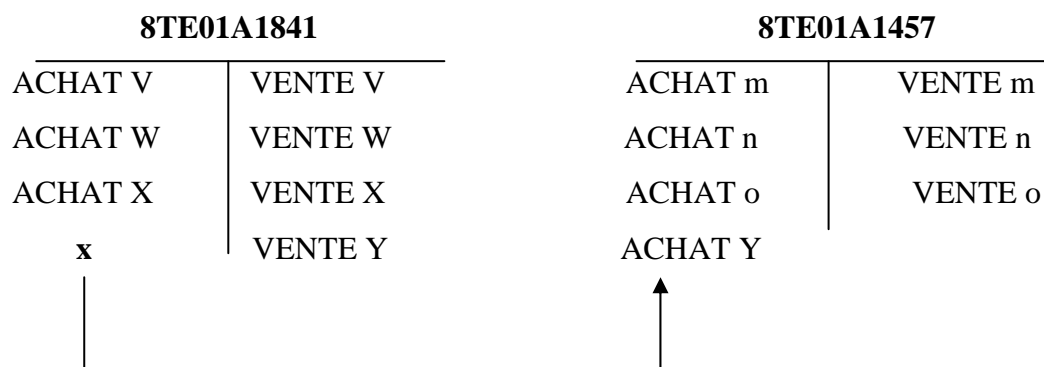 8TE01A1841 8TE01A1457
ACHAT V VENTE V ACHAT m VENTE m
ACHAT W VENTE W ACHAT n VENTE n
ACHAT X VENTE X ACHAT o VENTE o
x VENTE Y ACHAT Y